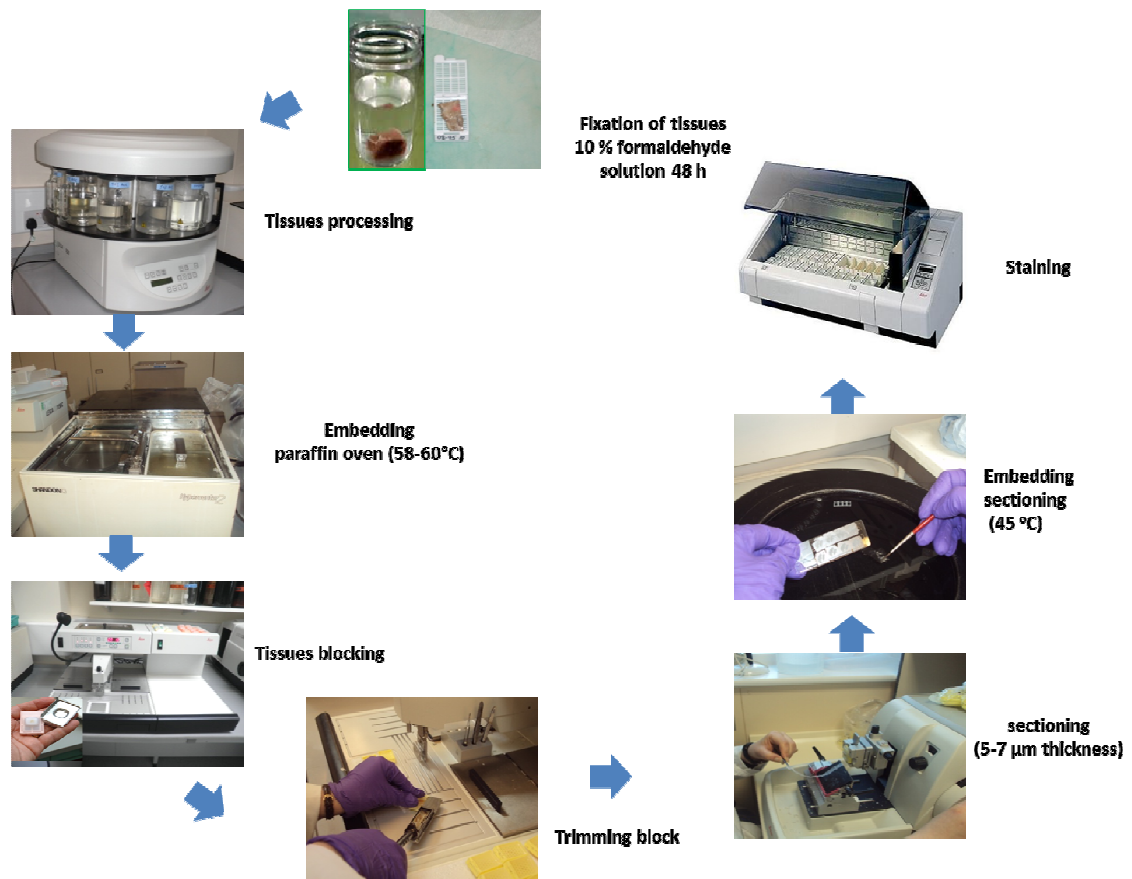 Fixation of tissues
10 % formaldehyde
solution 48 h
Tissues processing
Embedding
paraffin oven (58-60°C)
Tissues blocking
Trimming block
sectioning
(5-7 µm thickness)
Embedding
sectioning
(45 °C)
Staining
SHANDON